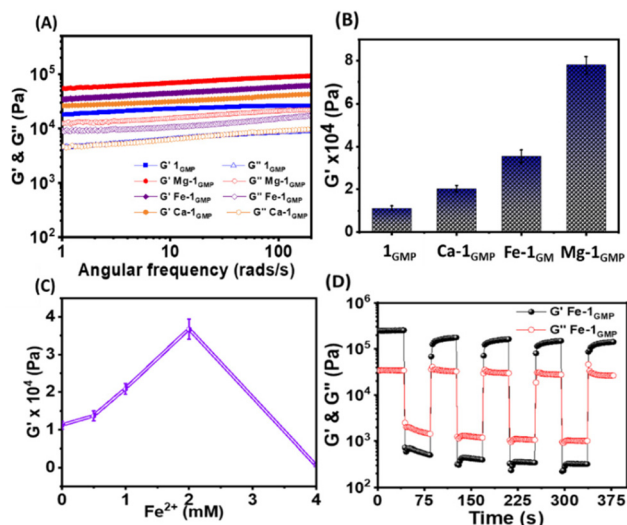 (A)
G' & G'' (Pa)
10⁵
10⁴
10³
10²
G' 1GMP
G'' 1GMP
G' Mg-1GMP
G'' Mg-1GMP
G' Fe-1GMP
G'' Fe-1GMP
G' Ca-1GMP
G'' Ca-1GMP
1 10 100
Angular frequency (rads/s)
(B)
G' x10⁴ (Pa)
8
6
4
2
0
1GMP Ca-1GMP Fe-1GM Mg-1GMP
(C)
G' x 10⁴ (Pa)
4
3
2
1
0
0 1 2 3 4
Fe²⁺ (mM)
(D)
G' & G'' (Pa)
10⁶
10⁵
10⁴
10³
10²
G' Fe-1GMP
G'' Fe-1GMP
0 75 150 225 300 375
Time (s)